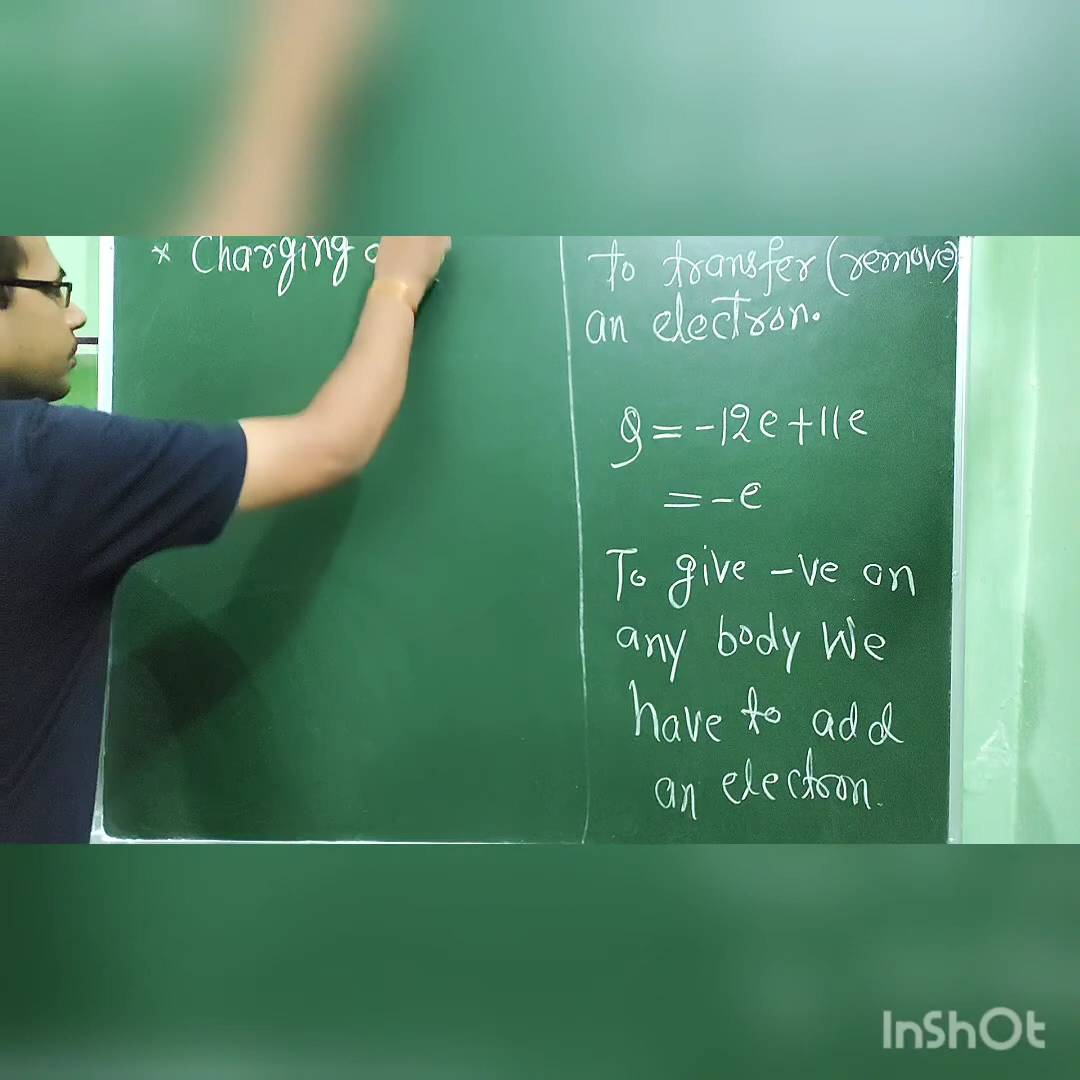 * Charging
to transfer (remove)
an electron.
q = -12e+11e
= -e
To give -ve on
any body We
have to add
an electron.
InShOt